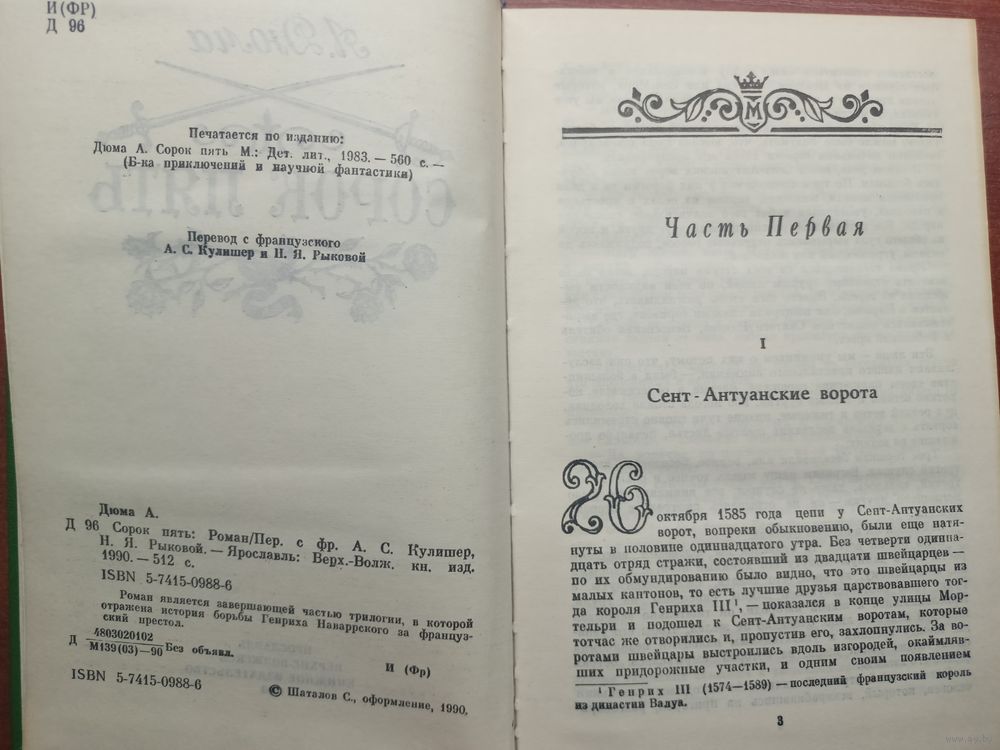 И(ФР)
Д 96
Печатается по изданию:
Дюма А. Сорок пять М.: Дет. лит., 1983. — 560 с. —
(Б-ка приключений и научной фантастики)
Перевод с французского
А. С. Кулишер и Н. Я. Рыковой
Дюма А.
Д 96 Сорок пять: Роман/Пер. с фр. А. С. Кулишер,
Н. Я. Рыковой. — Ярославль: Верх.-Волж. кн. изд.
1990. — 512 с.
ISBN 5-7415-0988-6
Роман является завершающей частью трилогии, в которой
отражена история борьбы Генриха Наваррского за француз-
ский престол.
Д 4803020102
М139(03)—90 Без объявл.
И (Фр)
ISBN 5-7415-0988-6
© Шаталов С., оформление, 1990.
М
Часть Первая
I
Сент-Антуанские ворота
26 октября 1585 года цепи у Сент-Антуанских
ворот, вопреки обыкновению, были еще натя-
нуты в половине одиннадцатого утра. Без четверти одинна-
дцать отряд стражи, состоявший из двадцати швейцарцев —
по их обмундированию было видно, что это швейцарцы из
малых кантонов, то есть лучшие друзья царствовавшего тог-
да короля Генриха III¹, — показался в конце улицы Мор-
тельри и подошел к Сент-Антуанским воротам, которые
тотчас же отворились и, пропустив его, захлопнулись. За во-
ротами швейцары выстроились вдоль изгородей, окаймляв-
ших придорожные участки, и одним своим появлением
¹ Генрих III (1574—1589) — последний французский король
из династии Валуа.
3
www.ay.by